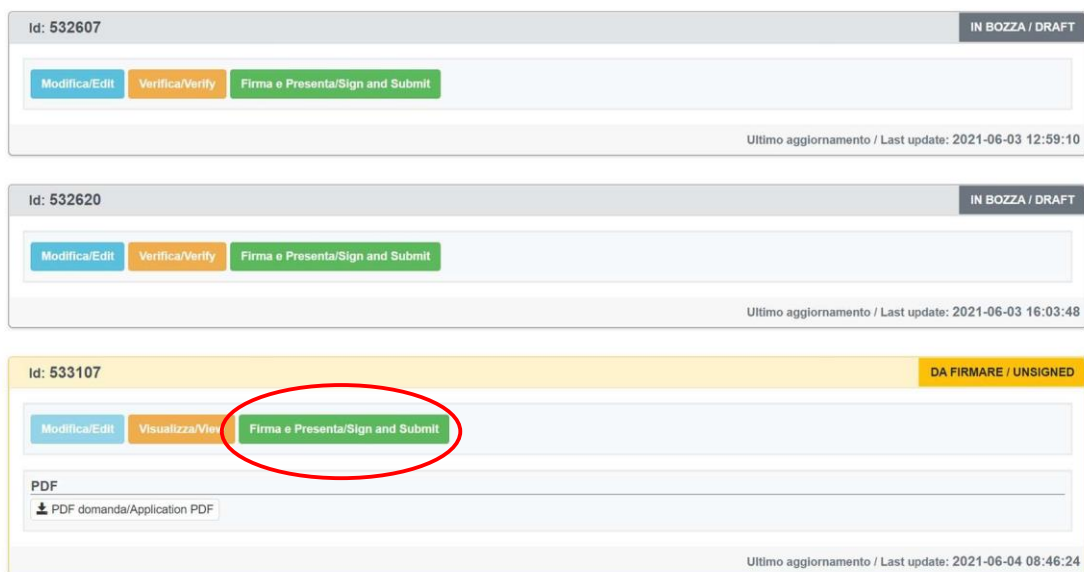 Id: 532607 IN BOZZA / DRAFT
Modifica/Edit Verifica/Verify Firma e Presenta/Sign and Submit
Ultimo aggiornamento / Last update: 2021-06-03 12:59:10
Id: 532620 IN BOZZA / DRAFT
Modifica/Edit Verifica/Verify Firma e Presenta/Sign and Submit
Ultimo aggiornamento / Last update: 2021-06-03 16:03:48
Id: 533107 DA FIRMARE / UNSIGNED
Modifica/Edit Visualizza/View Firma e Presenta/Sign and Submit
PDF
PDF domanda/Application PDF
Ultimo aggiornamento / Last update: 2021-06-04 08:46:24